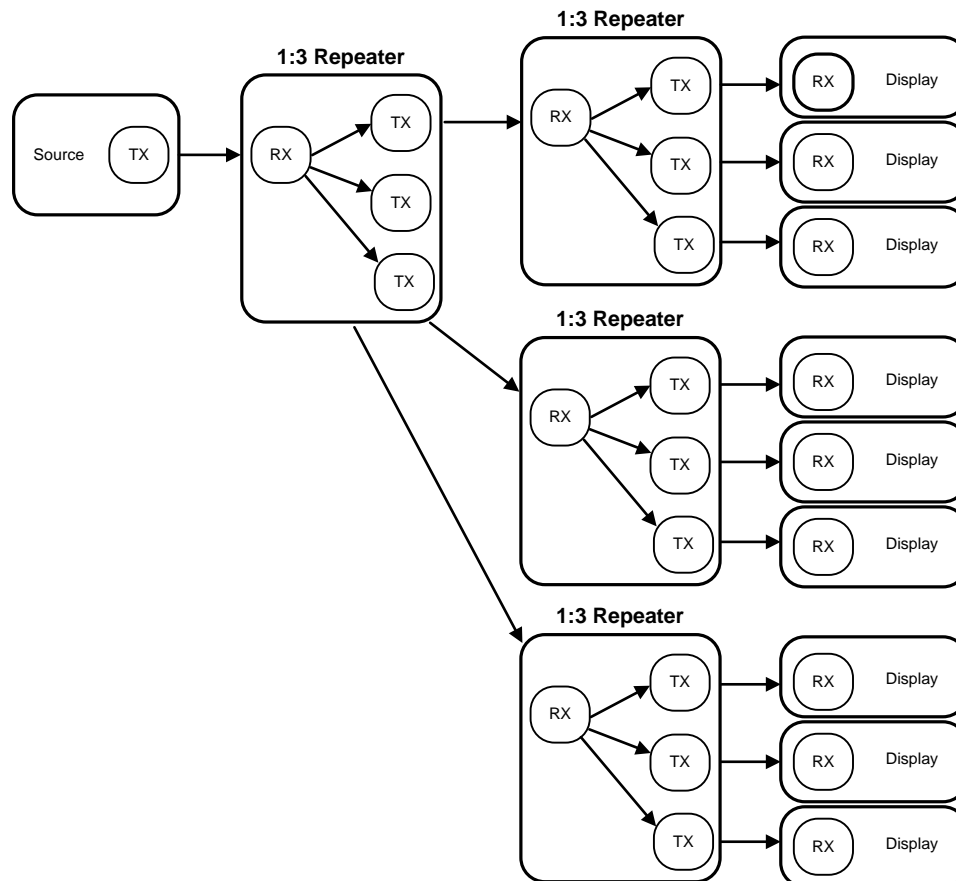 1:3 Repeater
1:3 Repeater
Source
TX
RX
TX
TX
TX
RX
TX
TX
TX
RX
Display
RX
Display
RX
Display
1:3 Repeater
RX
TX
TX
TX
RX
Display
RX
Display
RX
Display
1:3 Repeater
RX
TX
TX
TX
RX
Display
RX
Display
RX
Display